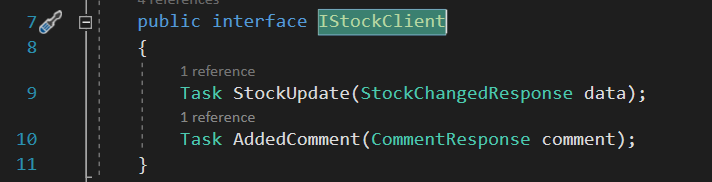 4 references
7 public interface IStockClient
8 {
1 reference
9 Task StockUpdate(StockChangedResponse data);
1 reference
10 Task AddedComment(CommentResponse comment);
11 }